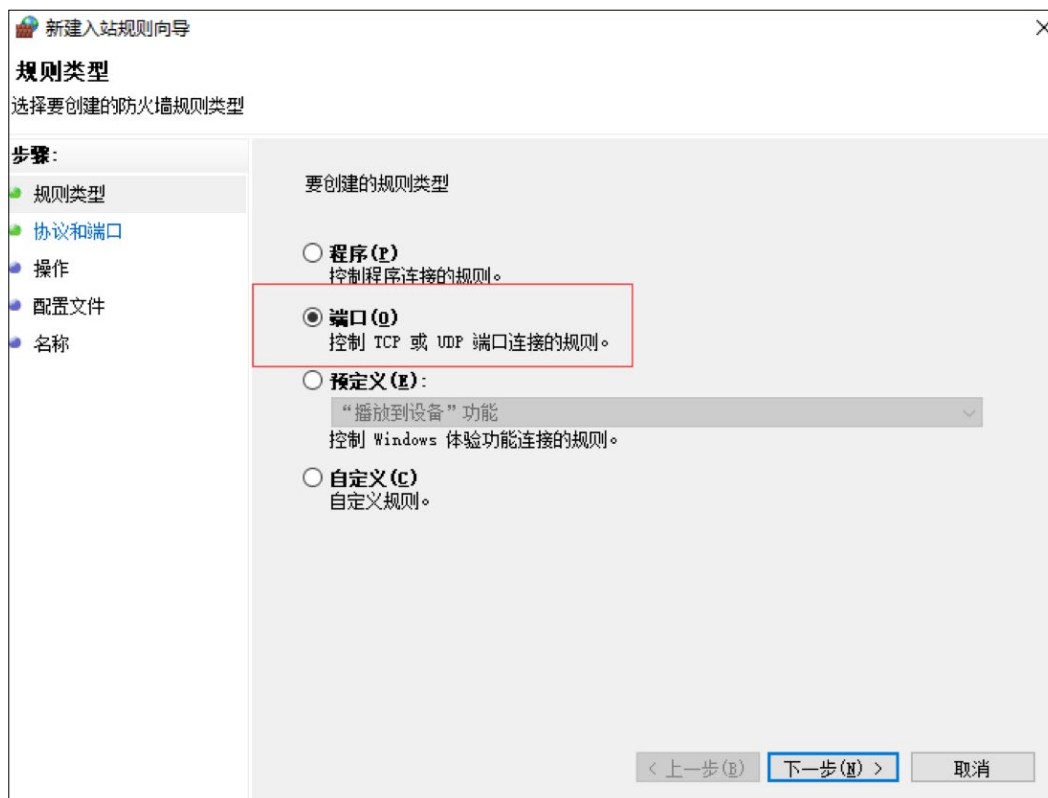 新建入站规则向导
规则类型
选择要创建的防火墙规则类型
步骤:
规则类型
协议和端口
操作
配置文件
名称
要创建的规则类型
程序(P)
控制程序连接的规则。
端口(O)
控制 TCP 或 UDP 端口连接的规则。
预定义(E):
“播放到设备”功能
控制 Windows 体验功能连接的规则。
自定义(C)
自定义规则。
< 上一步(B)
下一步(N) >
取消